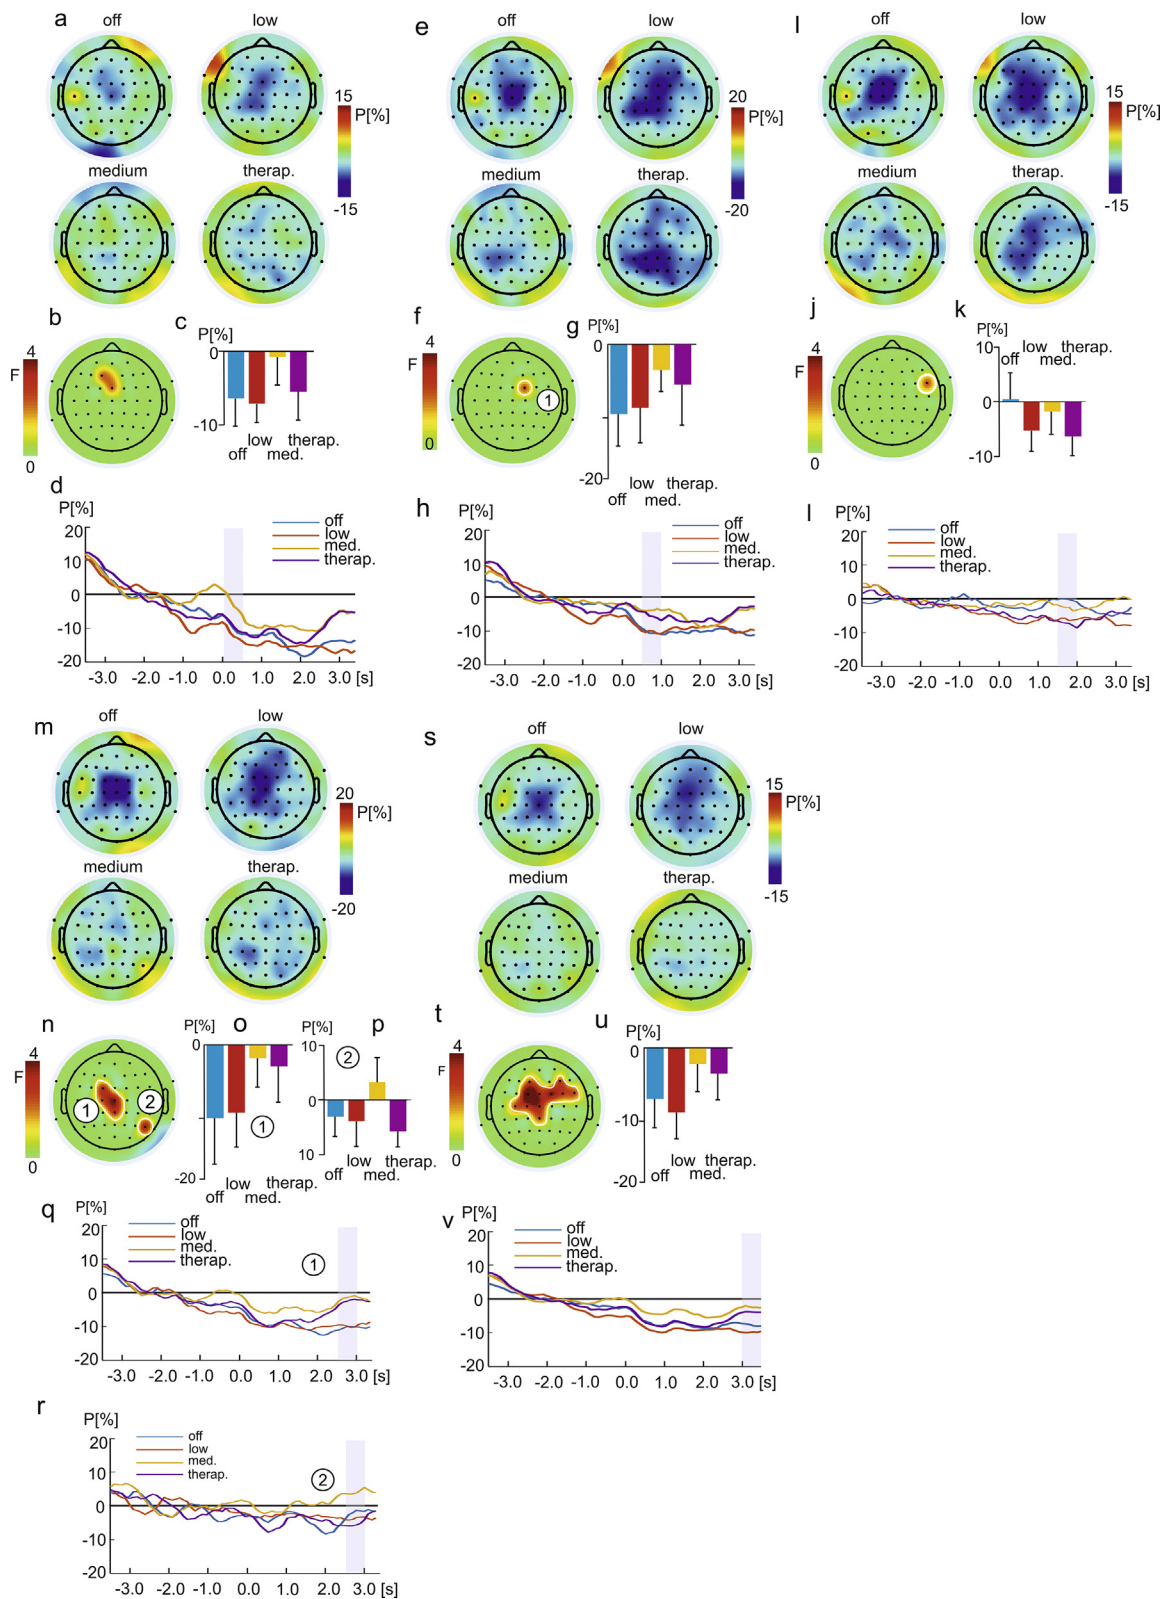 a
off
low
15
P[%]
-15
medium
therap.
e
off
low
20
P[%]
-20
medium
therap.
l
off
low
15
P[%]
-15
medium
therap.
b
4
F
0
c
P[%]
0
-10
low
therap.
off
med.
f
4
F
0
1
g
P[%]
0
-20
low
therap.
off
med.
j
4
F
0
k
P[%]
10
0
-10
low
therap.
off
med.
d
P[%]
20
10
0
-10
-20
off
low
med.
therap.
-3.0 -2.0 -1.0 0.0 1.0 2.0 3.0 [s]
h
P[%]
20
10
0
-10
-20
off
low
med.
therap.
-3.0 -2.0 -1.0 0.0 1.0 2.0 3.0 [s]
l
P[%]
20
10
0
-10
-20
off
low
med.
therap.
-3.0 -2.0 -1.0 0.0 1.0 2.0 3.0 [s]
m
off
low
20
P[%]
-20
medium
therap.
s
off
low
15
P[%]
-15
medium
therap.
n
4
F
0
1
2
o
P[%]
0
-20
1
low
therap.
off
med.
p
P[%]
10
0
10
2
low
therap.
off
med.
t
4
F
0
u
P[%]
0
-10
-20
low
therap.
off
med.
q
P[%]
20
10
0
-10
-20
off
low
med.
therap.
1
-3.0 -2.0 -1.0 0.0 1.0 2.0 3.0 [s]
v
P[%]
20
10
0
-10
-20
off
low
med.
therap.
-3.0 -2.0 -1.0 0.0 1.0 2.0 3.0 [s]
r
P[%]
20
10
0
-10
-20
off
low
med.
therap.
2
-3.0 -2.0 -1.0 0.0 1.0 2.0 3.0 [s]